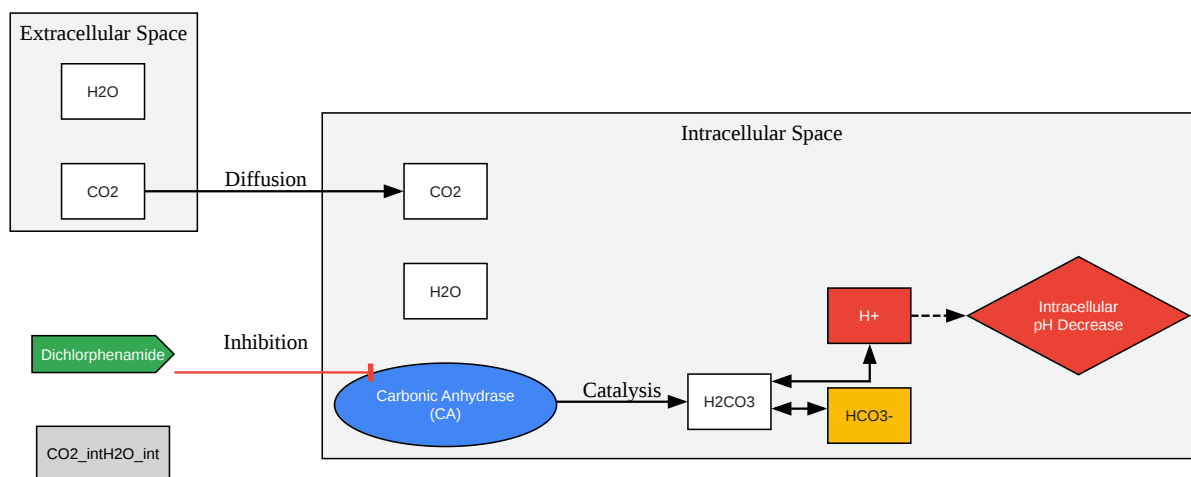 Extracellular Space
H2O
CO2
Diffusion
Intracellular Space
CO2
H2O
Dichlorphenamide
Inhibition
Carbonic Anhydrase
(CA)
Catalysis
H2CO3
H+
HCO3-
Intracellular
pH Decrease
CO2_intH2O_int